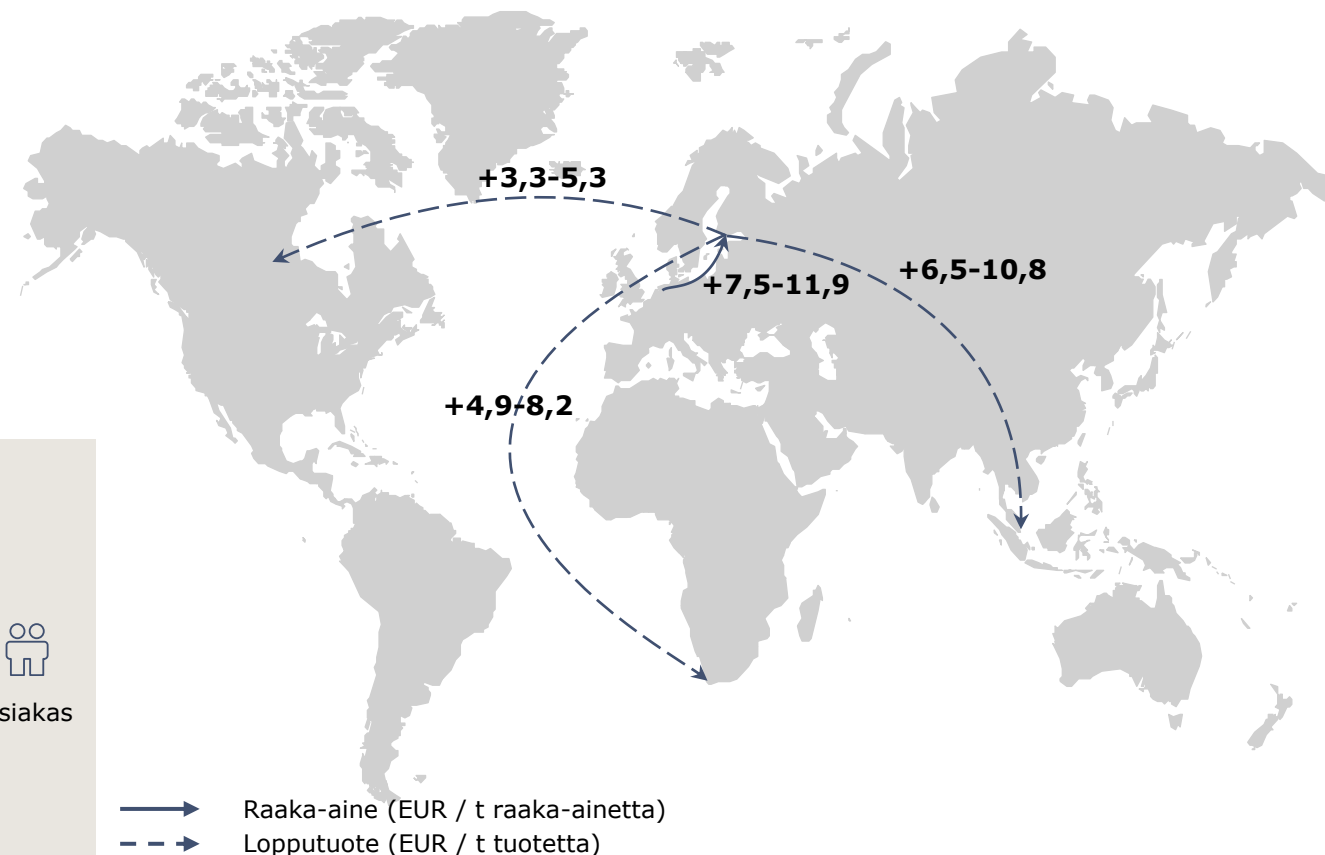 +3,3-5,3
+6,5-10,8
+7,5-11,9
+4,9-8,2
siakas
Raaka-aine (EUR / t raaka-ainetta)
Lopputuote (EUR / t tuotetta)